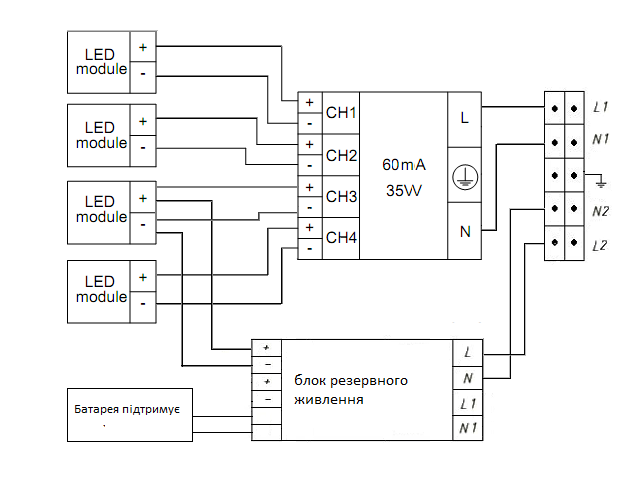 LED
module
+
-
LED
module
+
-
LED
module
+
-
LED
module
+
-
+
-
CH1
+
-
CH2
+
-
CH3
+
-
CH4
60mA
35W
L
N
L1
N1
N2
L2
+
-
+
-
блок резервного
живлення
L
N
L1
N1
Батарея підтримує
.